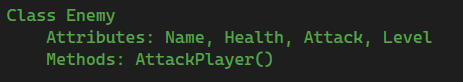 Class Enemy
Attributes: Name, Health, Attack, Level
Methods: AttackPlayer()